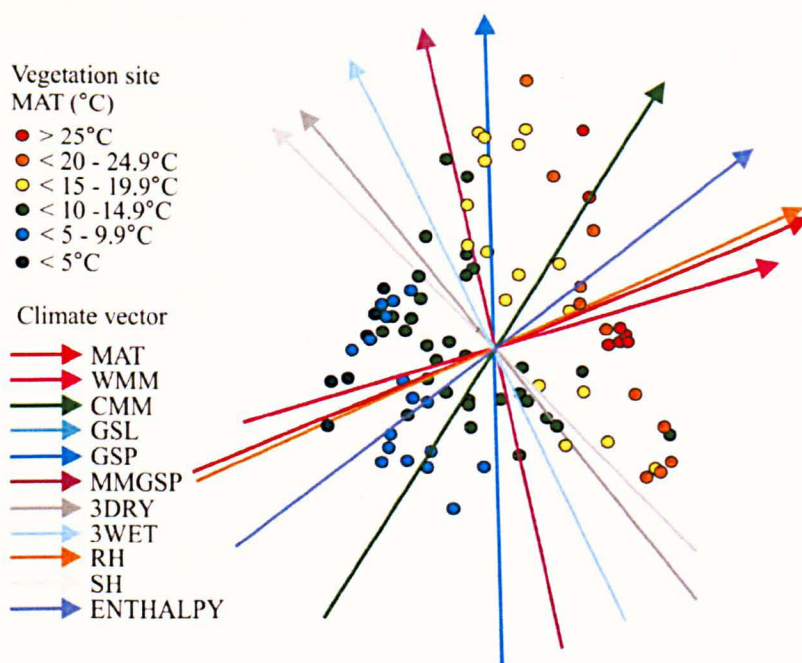 Vegetation site
MAT (°C)
> 25°C
< 20 - 24.9°C
< 15 - 19.9°C
< 10 -14.9°C
< 5 - 9.9°C
< 5°C
Climate vector
MAT
WMM
CMM
GSL
GSP
MMGSP
3DRY
3WET
RH
SH
ENTHALPY